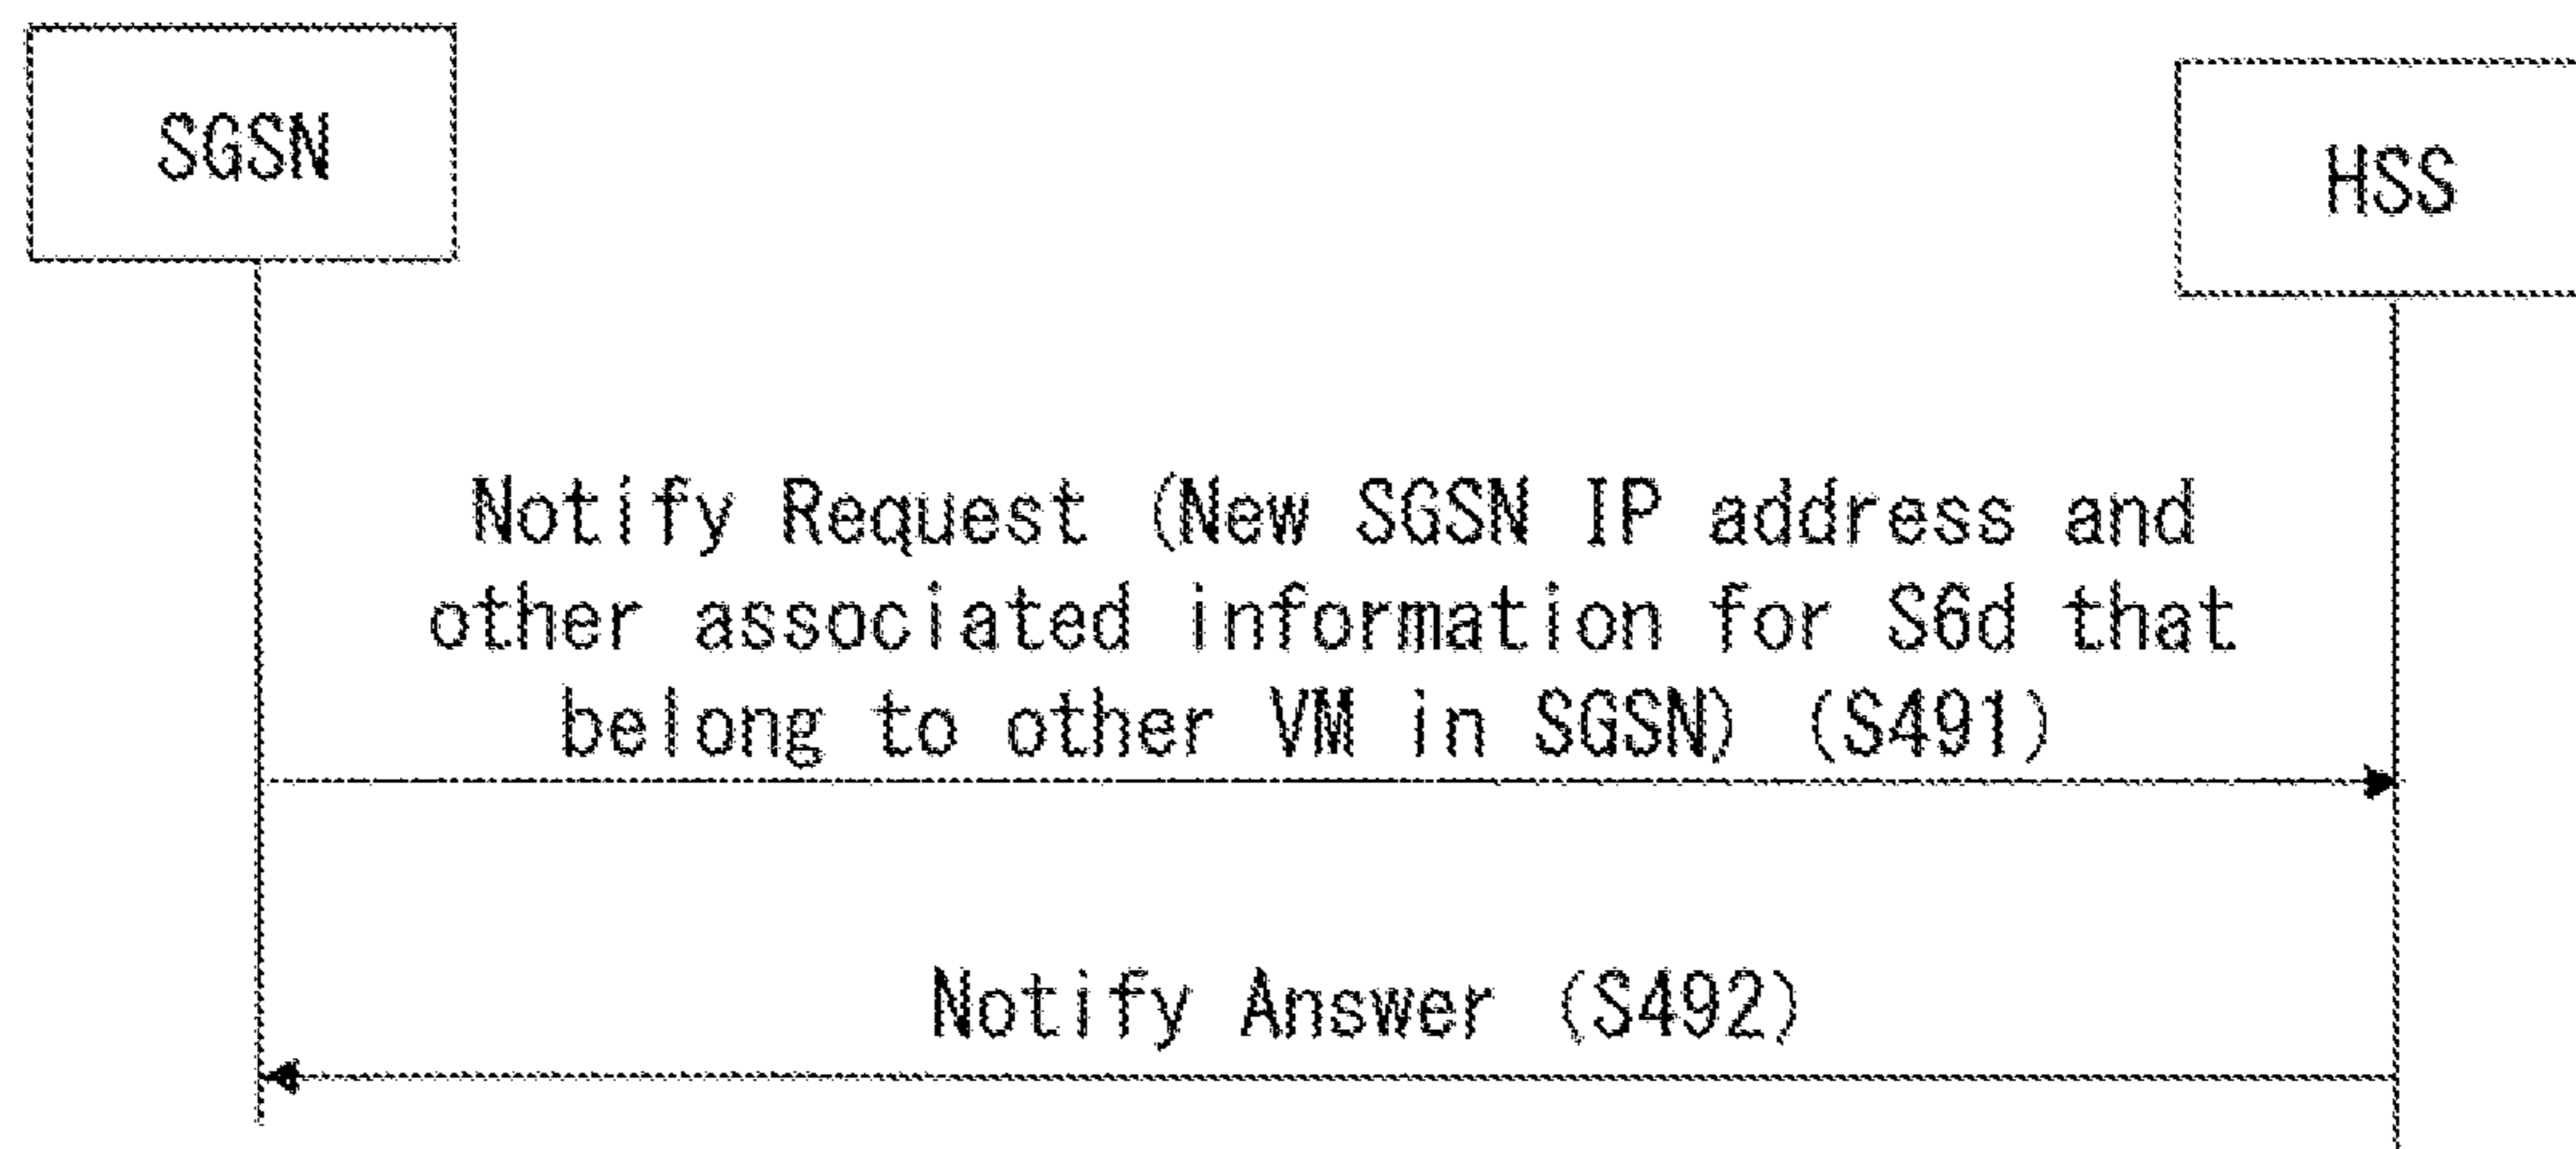 SGSN
HSS
Notify Request (New SGSN IP address and
other associated information for S6d that
belong to other VM in SGSN) (S491)
Notify Answer (S492)